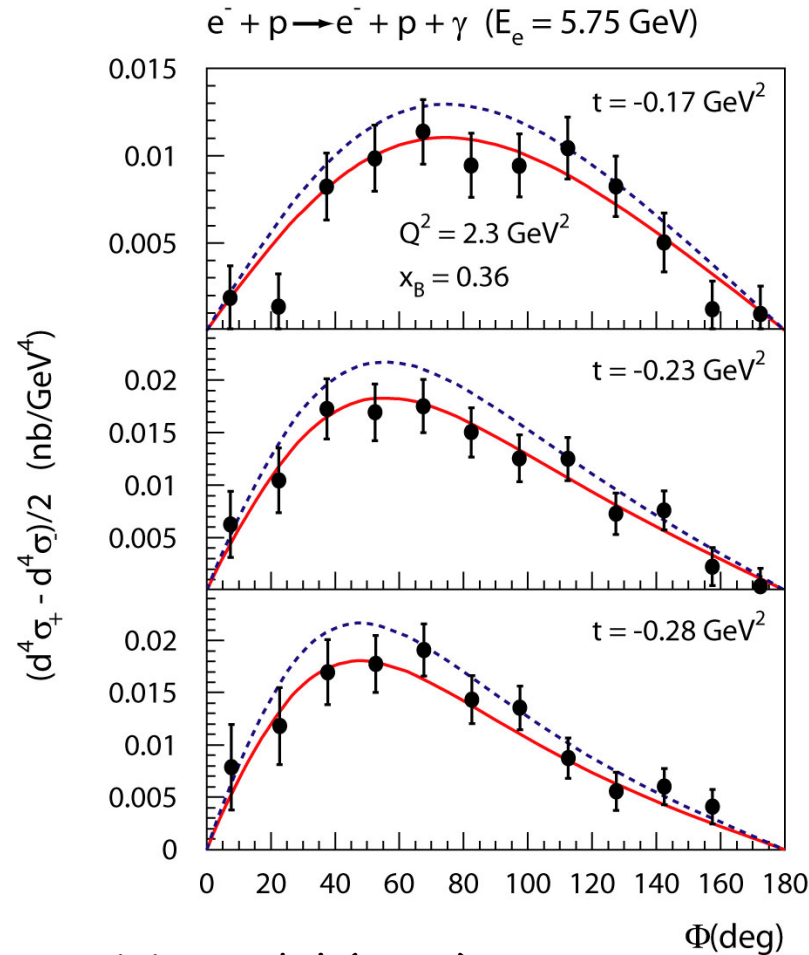 e⁻ + p → e⁻ + p + γ (Eₑ = 5.75 GeV)
0.015
t = -0.17 GeV²
0.01
Q² = 2.3 GeV²
0.005
x_B = 0.36
t = -0.23 GeV²
0.02
0.015
0.01
0.005
t = -0.28 GeV²
0.02
0.015
0.01
0.005
0
(d⁴σ₊ - d⁴σ₋)/2 (nb/GeV⁴)
0 20 40 60 80 100 120 140 160 180
Φ(deg)